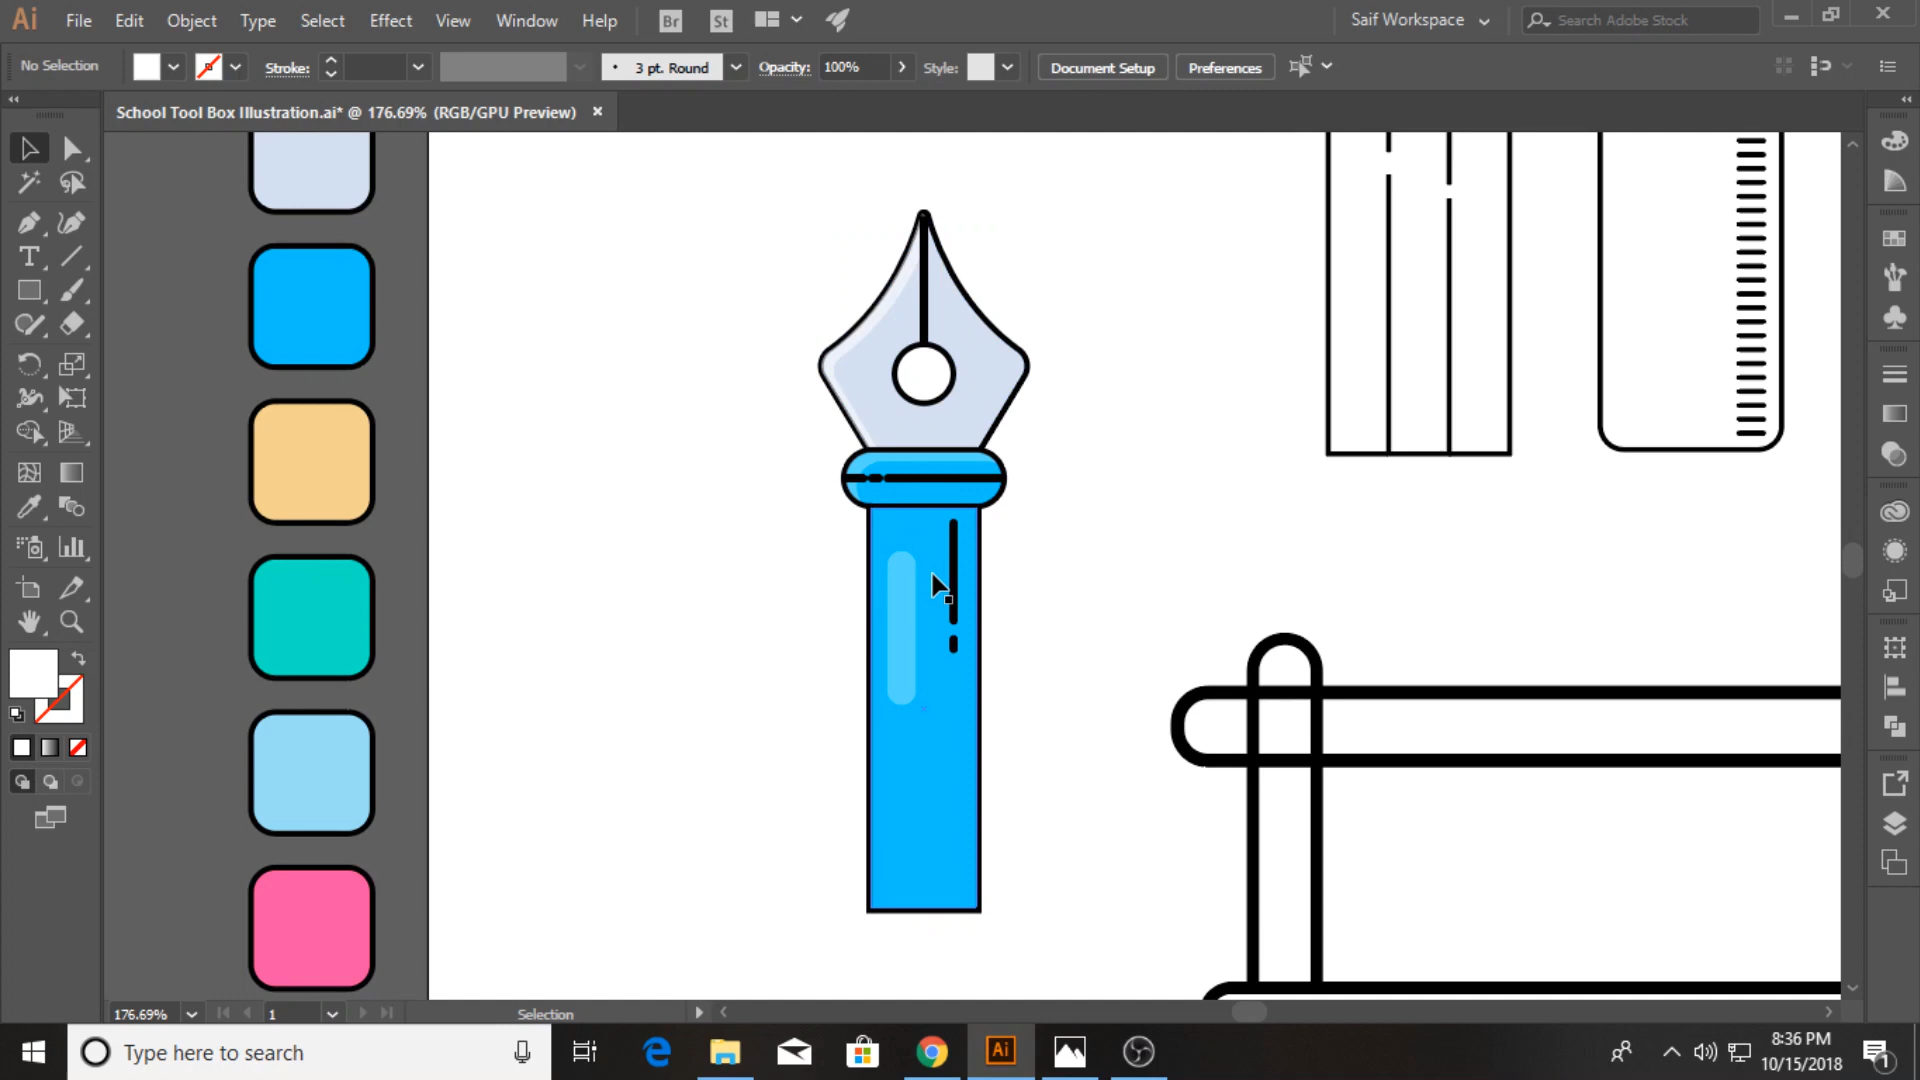 Ai File Edit Object Type Select Effect View Window Help Br St Saif Workspace Search Adobe Stock
No Selection Stroke: 3 pt. Round Opacity: 100% Style: Document Setup Preferences
School Tool Box Illustration.ai* @ 176.69% (RGB/GPU Preview)
176.69% 1 Selection
Type here to search Ai 8:36 PM
10/15/2018 1